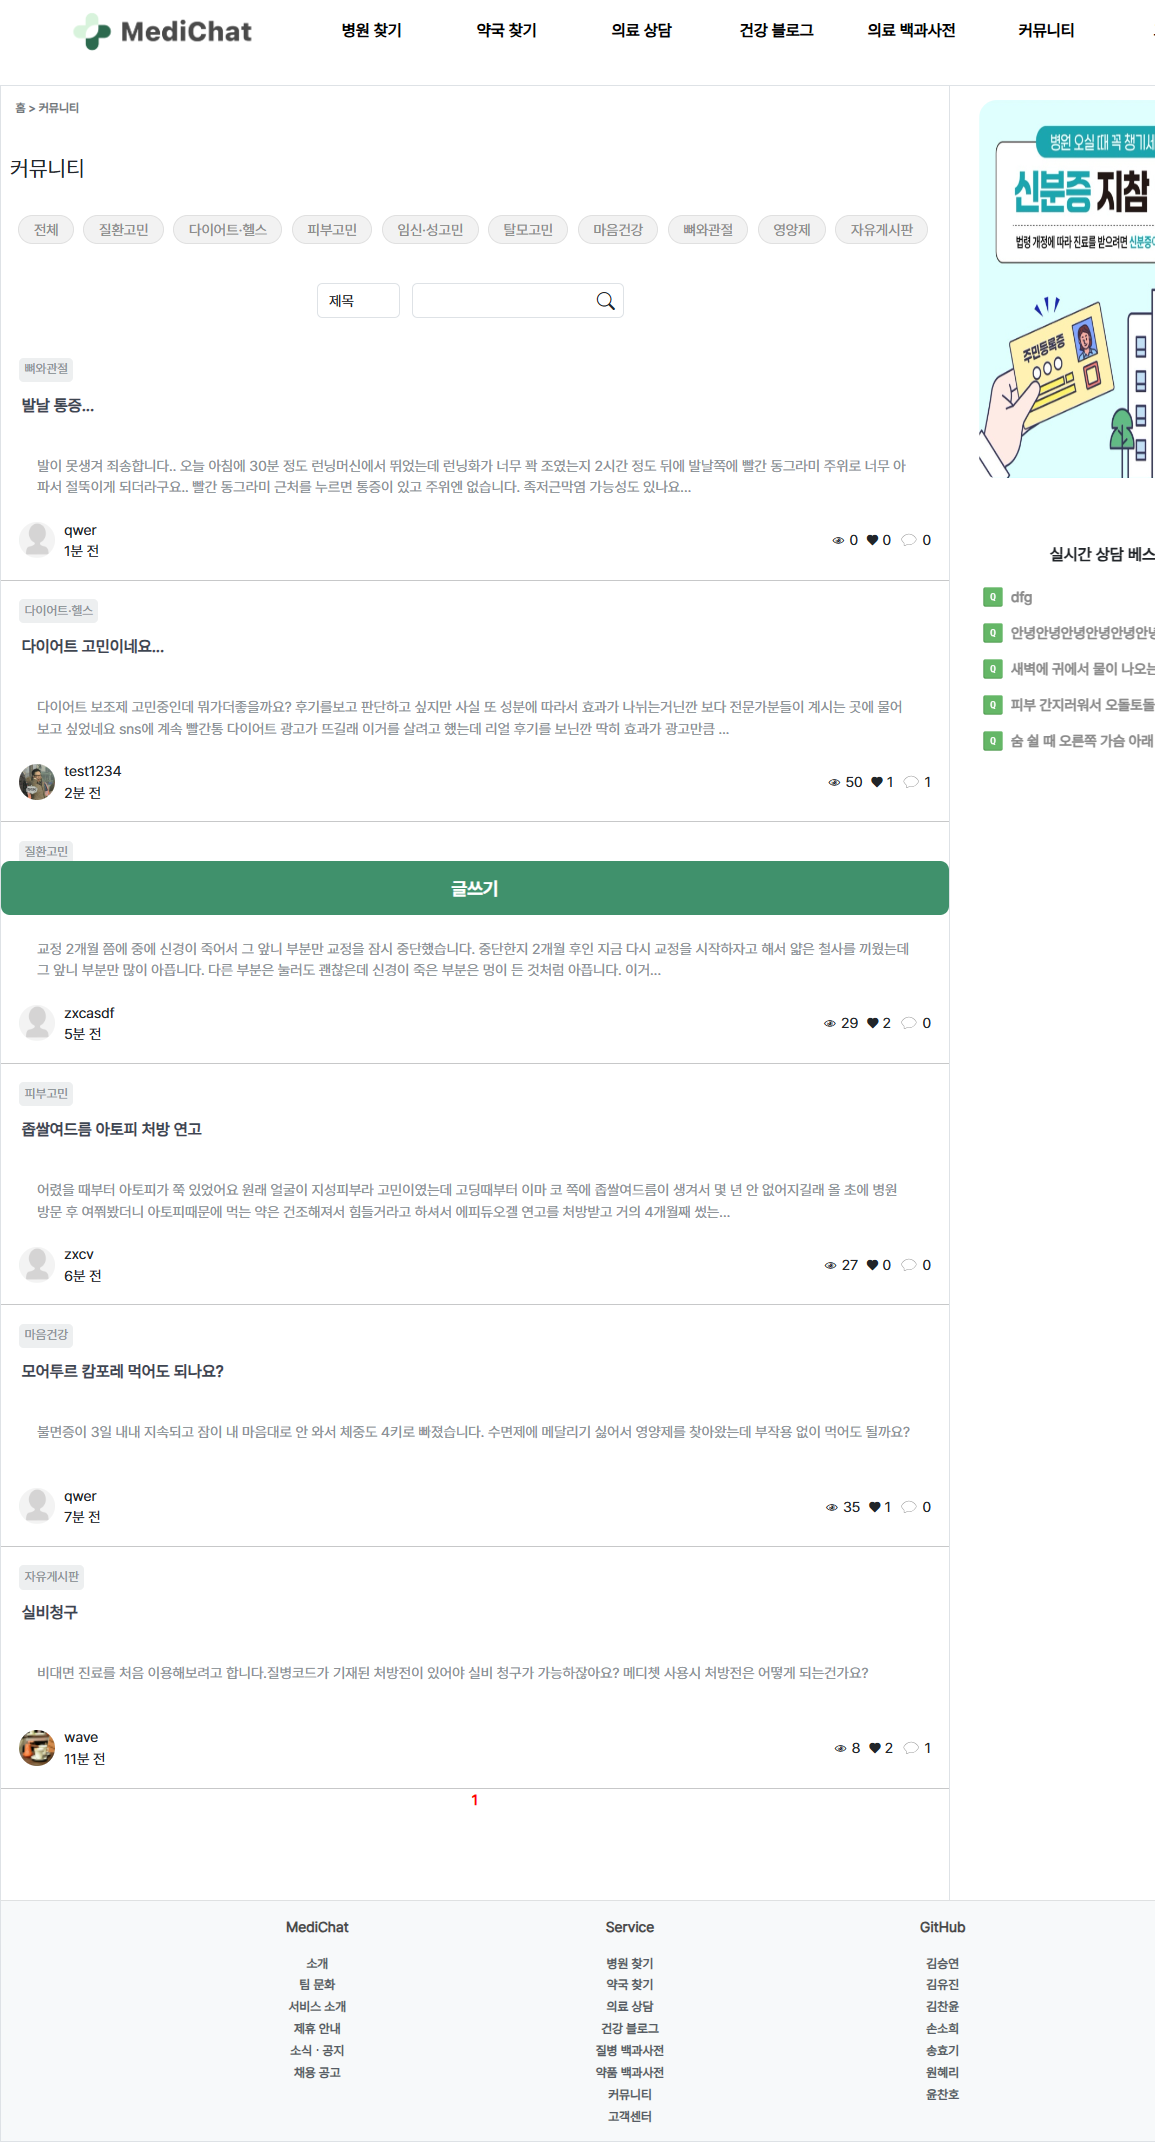 MediChat
병원 찾기
약국 찾기
의료 상담
건강 블로그
의료 백과사전
커뮤니티
홈 > 커뮤니티
커뮤니티
전체
질환고민
다이어트·헬스
피부고민
임신·성고민
탈모고민
마음건강
뼈와관절
영양제
자유게시판
제목
뼈와관절
발날 통증...
발이 못생겨 죄송합니다.. 오늘 아침에 30분 정도 런닝머신에서 뛰었는데 런닝화가 너무 꽉 조였는지 2시간 정도 뒤에 발날쪽에 빨간 동그라미 주위로 너무 아
파서 절뚝이게 되더라구요.. 빨간 동그라미 근처를 누르면 통증이 있고 주위엔 없습니다. 족저근막염 가능성도 있나요...
qwer
1분 전
0 0 0
다이어트·헬스
다이어트 고민이네요...
다이어트 보조제 고민중인데 뭐가더좋을까요? 후기를보고 판단하고 싶지만 사실 또 성분에 따라서 효과가 나뉘는거닌깐 보다 전문가분들이 계시는 곳에 물어
보고 싶었네요 sns에 계속 빨간통 다이어트 광고가 뜨길래 이거를 살려고 했는데 리얼 후기를 보닌깐 딱히 효과가 광고만큼 ...
test1234
2분 전
50 1 1
질환고민
글쓰기
교정 2개월 쯤에 중에 신경이 죽어서 그 앞니 부분만 교정을 잠시 중단했습니다. 중단한지 2개월 후인 지금 다시 교정을 시작하자고 해서 얇은 철사를 끼웠는데
그 앞니 부분만 많이 아픕니다. 다른 부분은 눌러도 괜찮은데 신경이 죽은 부분은 멍이 든 것처럼 아픕니다. 이거...
zxcasdf
5분 전
29 2 0
피부고민
좁쌀여드름 아토피 처방 연고
어렸을 때부터 아토피가 쭉 있었어요 원래 얼굴이 지성피부라 고민이였는데 고딩때부터 이마 코 쪽에 좁쌀여드름이 생겨서 몇 년 안 없어지길래 올 초에 병원
방문 후 여쭤봤더니 아토피때문에 먹는 약은 건조해져서 힘들거라고 하셔서 에피듀오겔 연고를 처방받고 거의 4개월째 썼는...
zxcv
6분 전
27 0 0
마음건강
모어투르 캄포레 먹어도 되나요?
불면증이 3일 내내 지속되고 잠이 내 마음대로 안 와서 체중도 4키로 빠졌습니다. 수면제에 메달리기 싫어서 영양제를 찾아왔는데 부작용 없이 먹어도 될까요?
qwer
7분 전
35 1 0
자유게시판
실비청구
비대면 진료를 처음 이용해보려고 합니다.질병코드가 기재된 처방전이 있어야 실비 청구가 가능하잖아요? 메디쳇 사용시 처방전은 어떻게 되는건가요?
wave
11분 전
8 2 1
1
병원 오실 때 꼭 챙기세
신분증 지참
법령 개정에 따라 진료를 받으려면 신분증
주민등록증
실시간 상담 베스
Q dfg
Q 안녕안녕안녕안녕안녕안녕
Q 새벽에 귀에서 물이 나오는
Q 피부 간지러워서 오돌토돌
Q 숨 쉴 때 오른쪽 가슴 아래
MediChat
소개
팀 문화
서비스 소개
제휴 안내
소식 · 공지
채용 공고
Service
병원 찾기
약국 찾기
의료 상담
건강 블로그
질병 백과사전
약품 백과사전
커뮤니티
고객센터
GitHub
김승연
김유진
김찬윤
손소희
송효기
원혜리
윤찬호